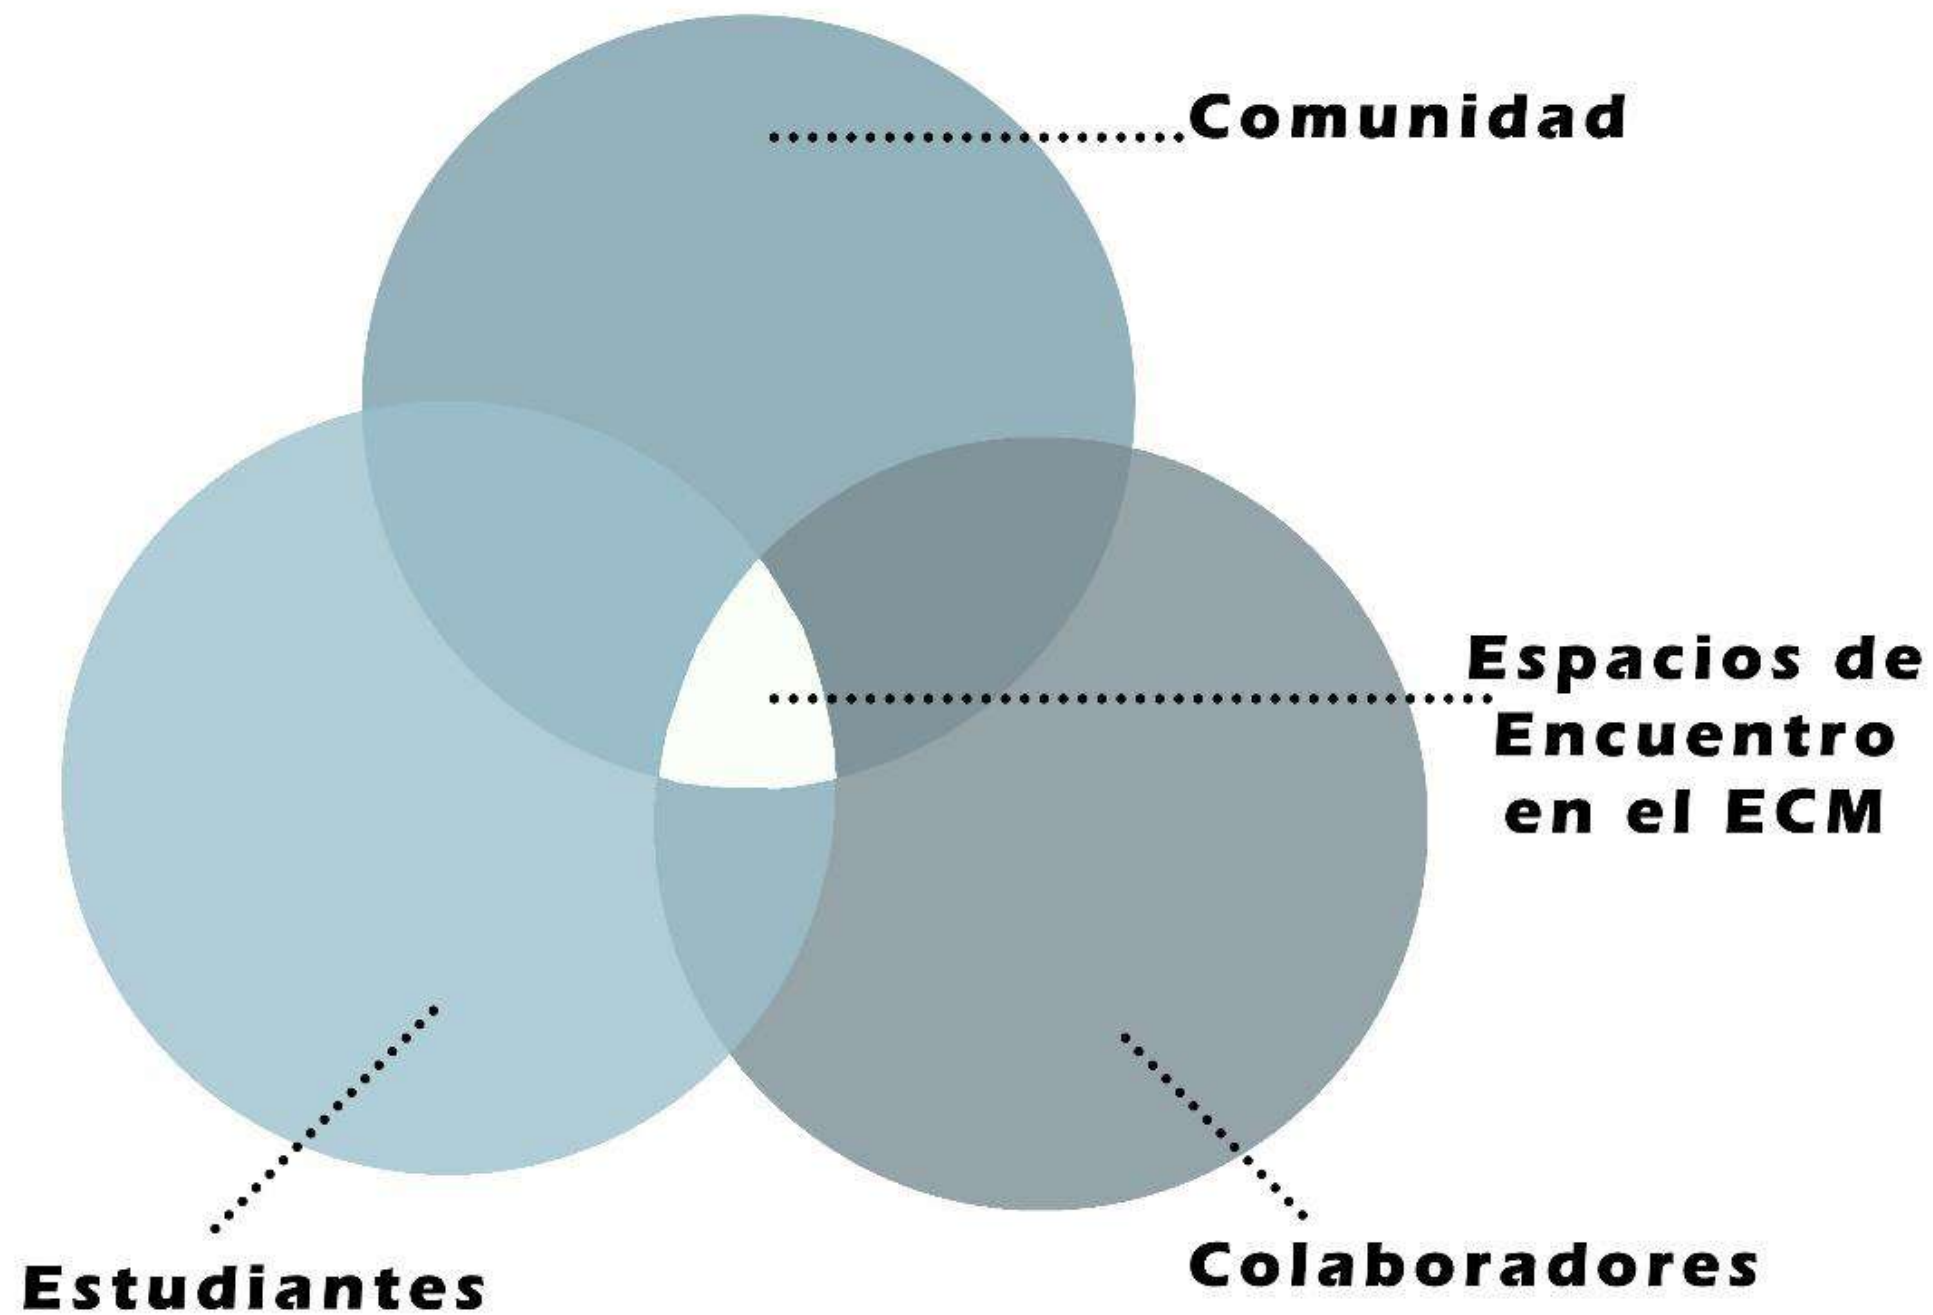 Comunidad
Espacios de
Encuentro
en el ECM
Colaboradores
Estudiantes